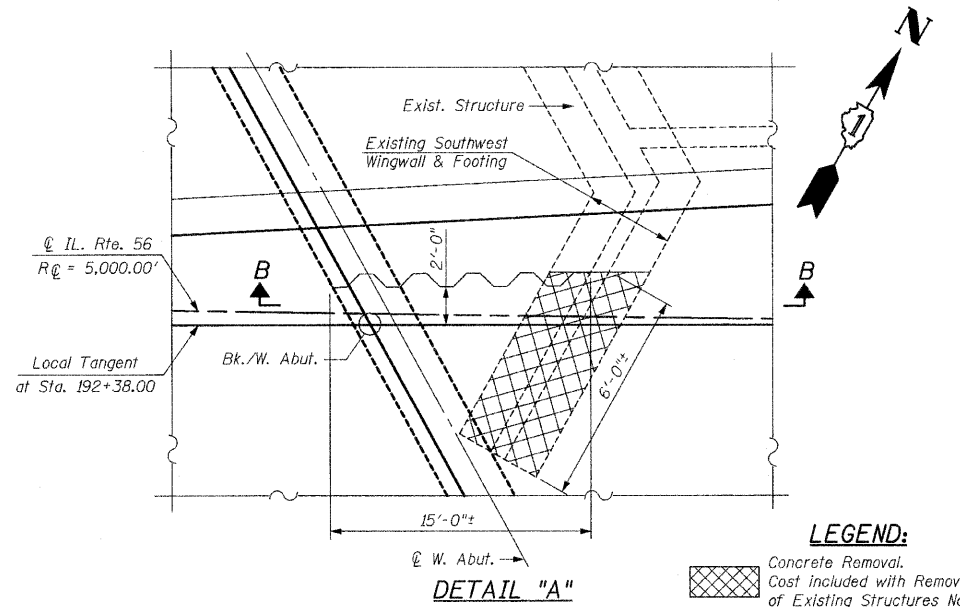 N
1
Exist. Structure
Existing Southwest
Wingwall & Footing
℄ IL. Rte. 56
R℄ = 5,000.00'
2'-0"
B
B
Local Tangent
at Sta. 192+38.00
Bk./W. Abut.
6'-0"±
15'-0"±
℄ W. Abut.
DETAIL "A"
LEGEND:
Concrete Removal.
Cost included with
of Existing Structures